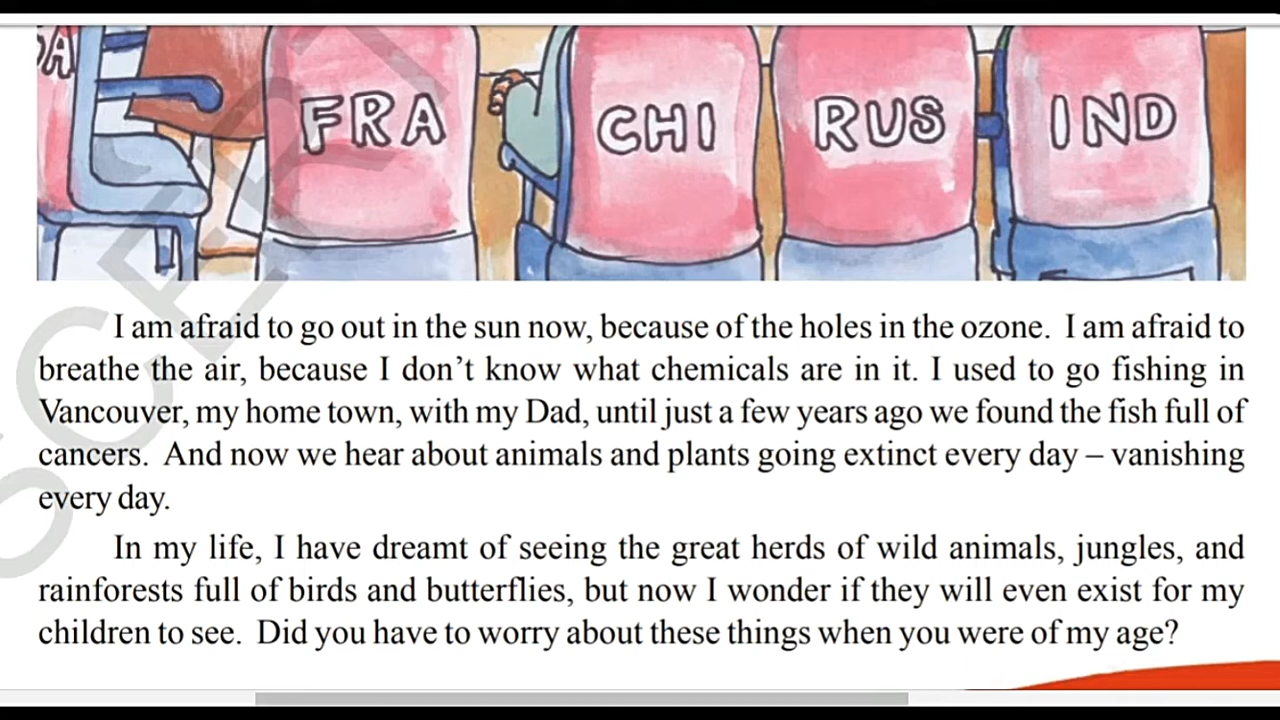 FRA CHI RUS IND
I am afraid to go out in the sun now, because of the holes in the ozone. I am afraid to
breathe the air, because I don’t know what chemicals are in it. I used to go fishing in
Vancouver, my home town, with my Dad, until just a few years ago we found the fish full of
cancers. And now we hear about animals and plants going extinct every day – vanishing
every day.
In my life, I have dreamt of seeing the great herds of wild animals, jungles, and
rainforests full of birds and butterflies, but now I wonder if they will even exist for my
children to see. Did you have to worry about these things when you were of my age?